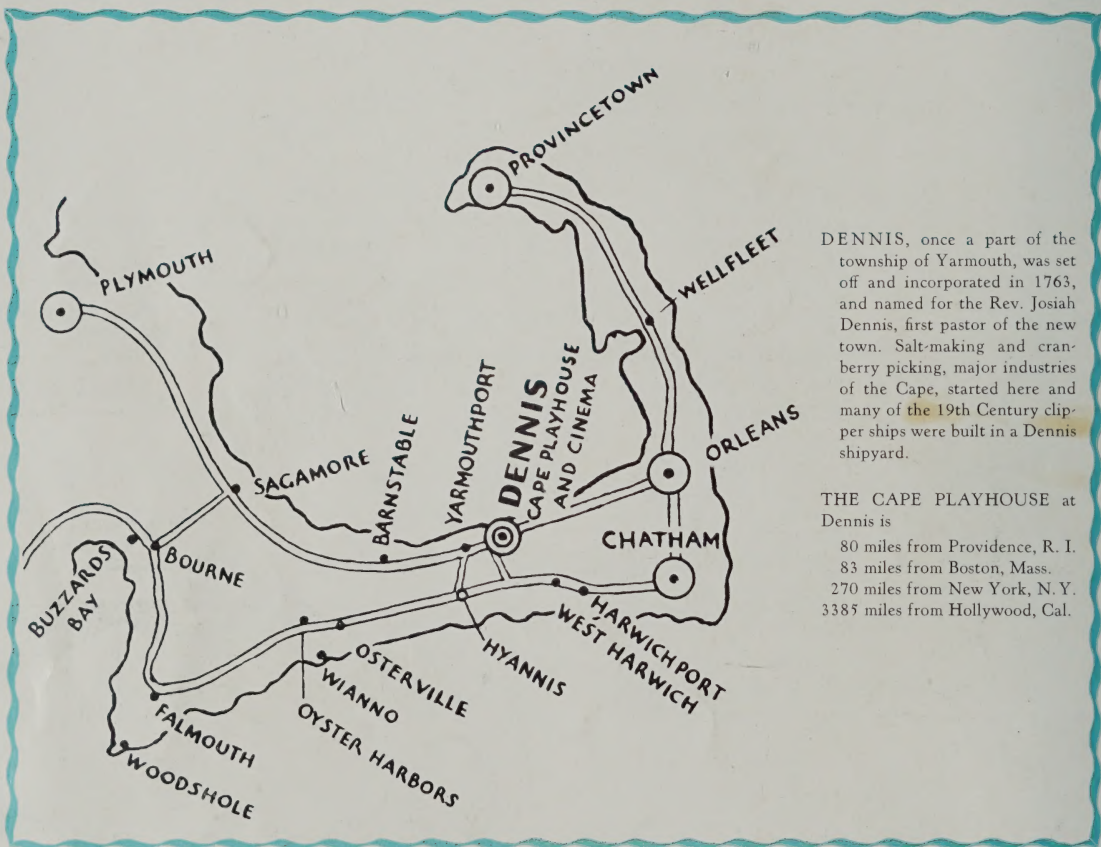 PROVINCETOWN
PLYMOUTH
WELLFLEET
SAGAMORE
BARNSTABLE
YARMOUTHPORT
DENNIS
CAPE PLAYHOUSE
AND CINEMA
ORLEANS
CHATHAM
BUZZARDS
BAY
BOURNE
HARWICHPORT
WEST HARWICH
HYANNIS
OSTERVILLE
WIANNO
OYSTER HARBORS
FALMOUTH
WOODSHOLE
DENNIS, once a part of the
township of Yarmouth, was set
off and incorporated in 1763,
and named for the Rev. Josiah
Dennis, first pastor of the new
town. Salt-making and cran-
berry picking, major industries
of the Cape, started here and
many of the 19th Century clip-
per ships were built in a Dennis
shipyard.
THE CAPE PLAYHOUSE at
Dennis is
80 miles from Providence, R. I.
83 miles from Boston, Mass.
270 miles from New York, N. Y.
3385 miles from Hollywood, Cal.